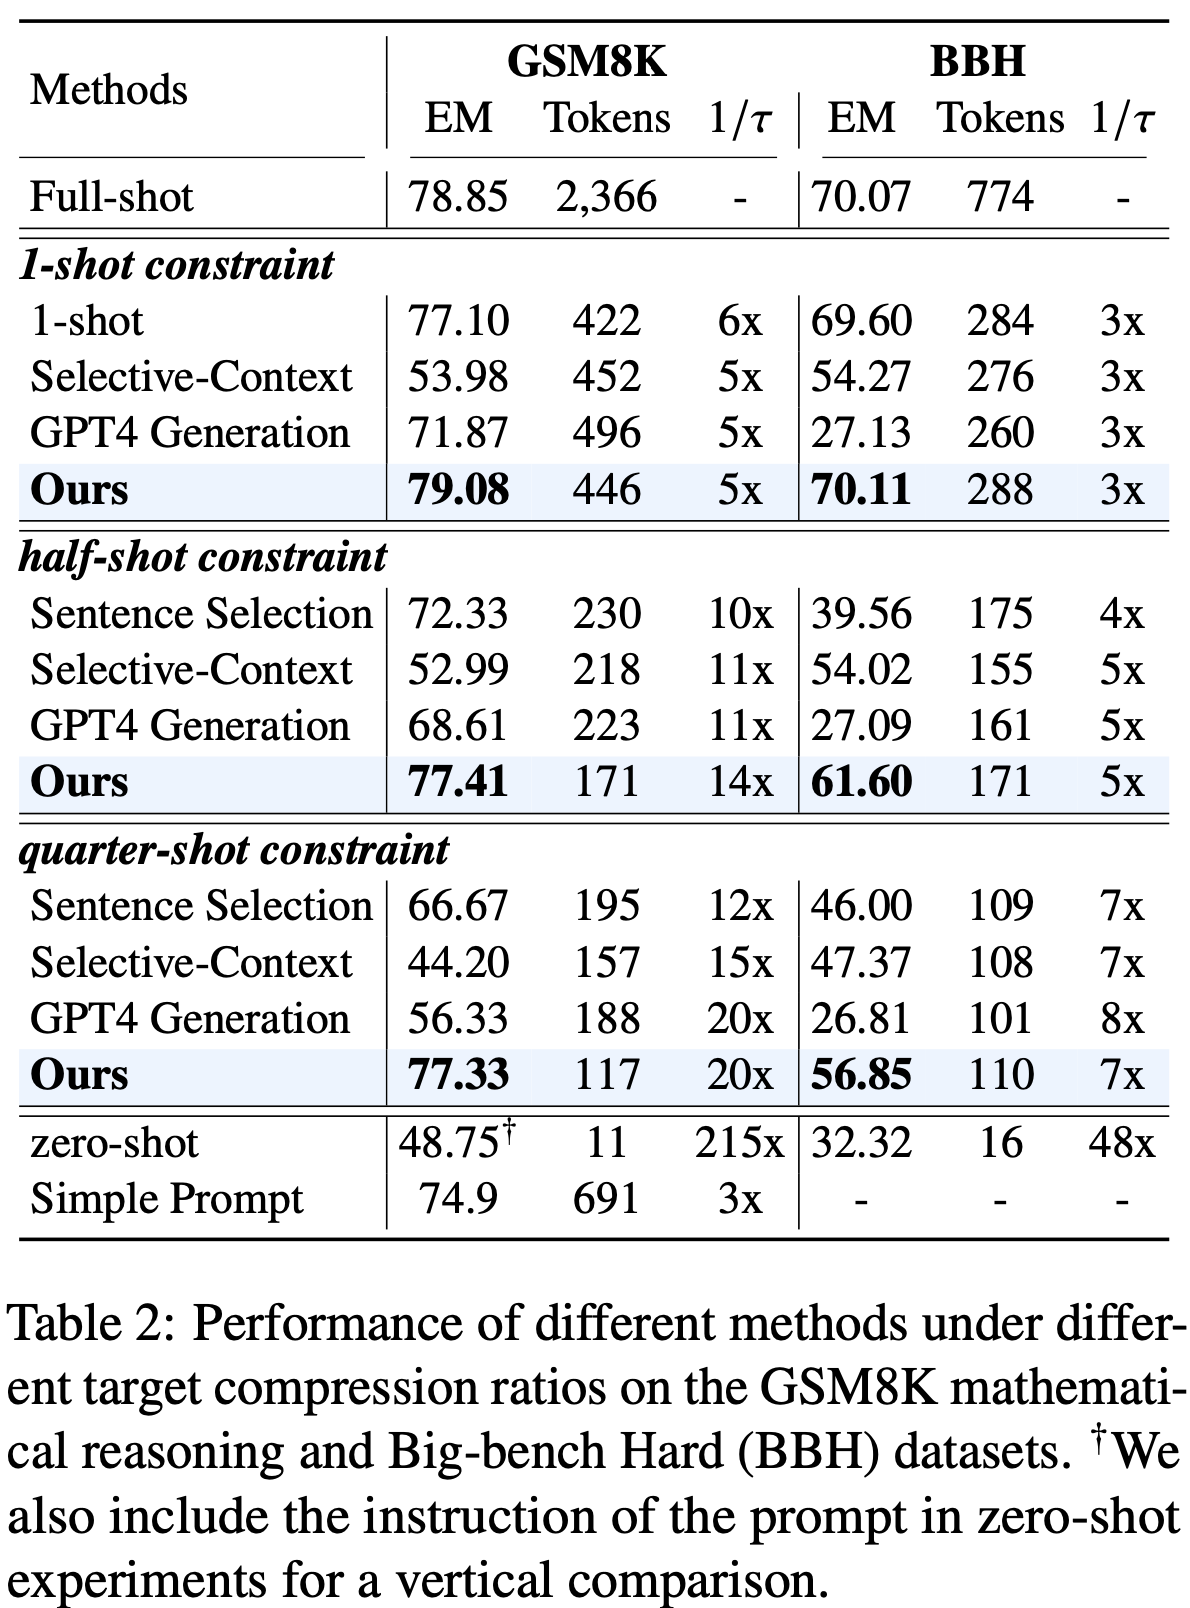 Methods GSM8K BBH
EM Tokens 1/τ EM Tokens 1/τ
Full-shot 78.85 2,366 - 70.07 774 -
1-shot constraint
1-shot 77.10 422 6x 69.60 284 3x
Selective-Context 53.98 452 5x 54.27 276 3x
GPT4 Generation 71.87 496 5x 27.13 260 3x
Ours 79.08 446 5x 70.11 288 3x
half-shot constraint
Sentence Selection 72.33 230 10x 39.56 175 4x
Selective-Context 52.99 218 11x 54.02 155 5x
GPT4 Generation 68.61 223 11x 27.09 161 5x
Ours 77.41 171 14x 61.60 171 5x
quarter-shot constraint
Sentence Selection 66.67 195 12x 46.00 109 7x
Selective-Context 44.20 157 15x 47.37 108 7x
GPT4 Generation 56.33 188 20x 26.81 101 8x
Ours 77.33 117 20x 56.85 110 7x
zero-shot 48.75† 11 215x 32.32 16 48x
Simple Prompt 74.9 691 3x - - -
Table 2: Performance of different methods under differ-
ent target compression ratios on the GSM8K mathemati-
cal reasoning and Big-bench Hard (BBH) datasets. †We
also include the instruction of the prompt in zero-shot
experiments for a vertical comparison.